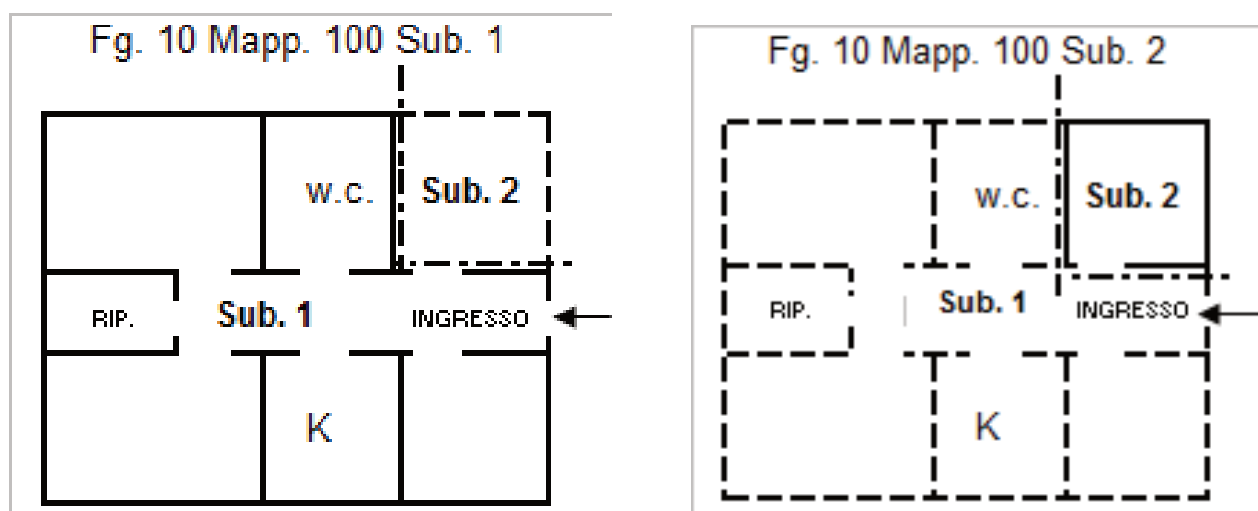 Fg. 10 Mapp. 100 Sub. 1
w.c.
Sub. 2
RIP.
Sub. 1
INGRESSO
K
Fg. 10 Mapp. 100 Sub. 2
w.c.
Sub. 2
RIP.
Sub. 1
INGRESSO
K